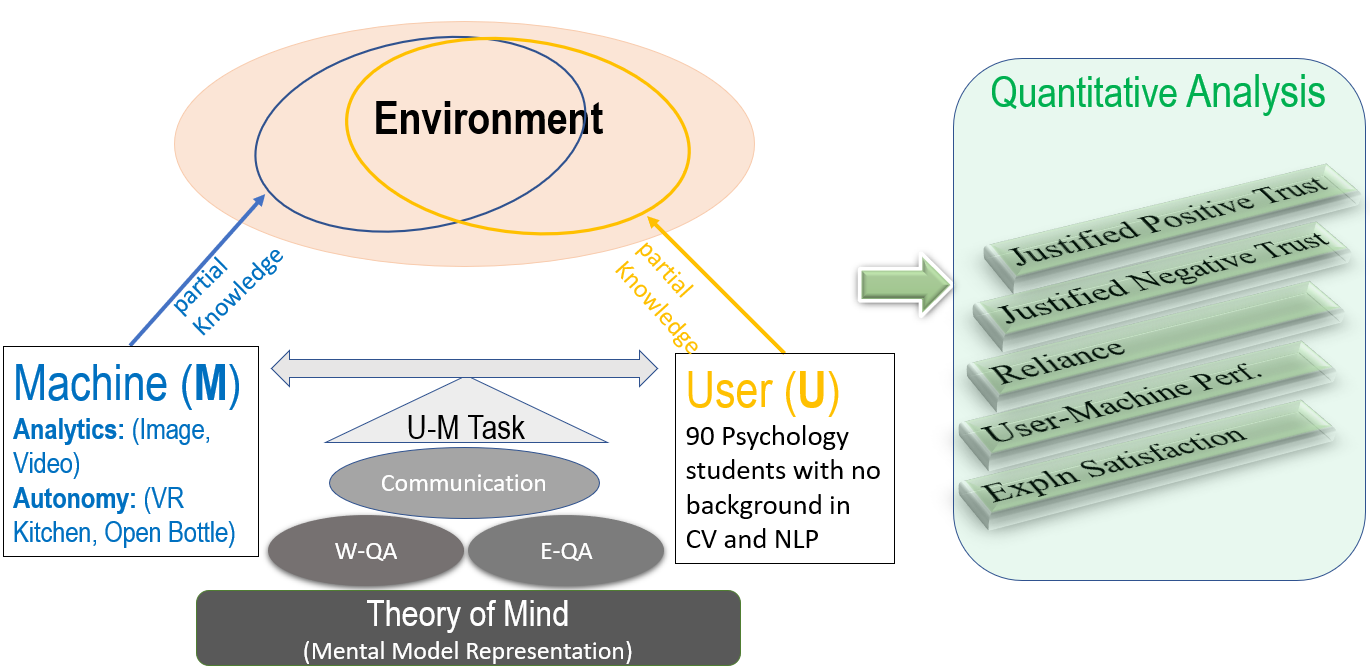 Environment
partial
Knowledge
partial
Knowledge
Machine (M)
Analytics: (Image,
Video)
Autonomy: (VR
Kitchen, Open Bottle)
U-M Task
Communication
W-QA
E-QA
Theory of Mind
(Mental Model Representation)
User (U)
90 Psychology
students with no
background in
CV and NLP
Quantitative Analysis
Justified Positive Trust
Justified Negative Trust
Reliance
User-Machine Perf.
Expln Satisfaction